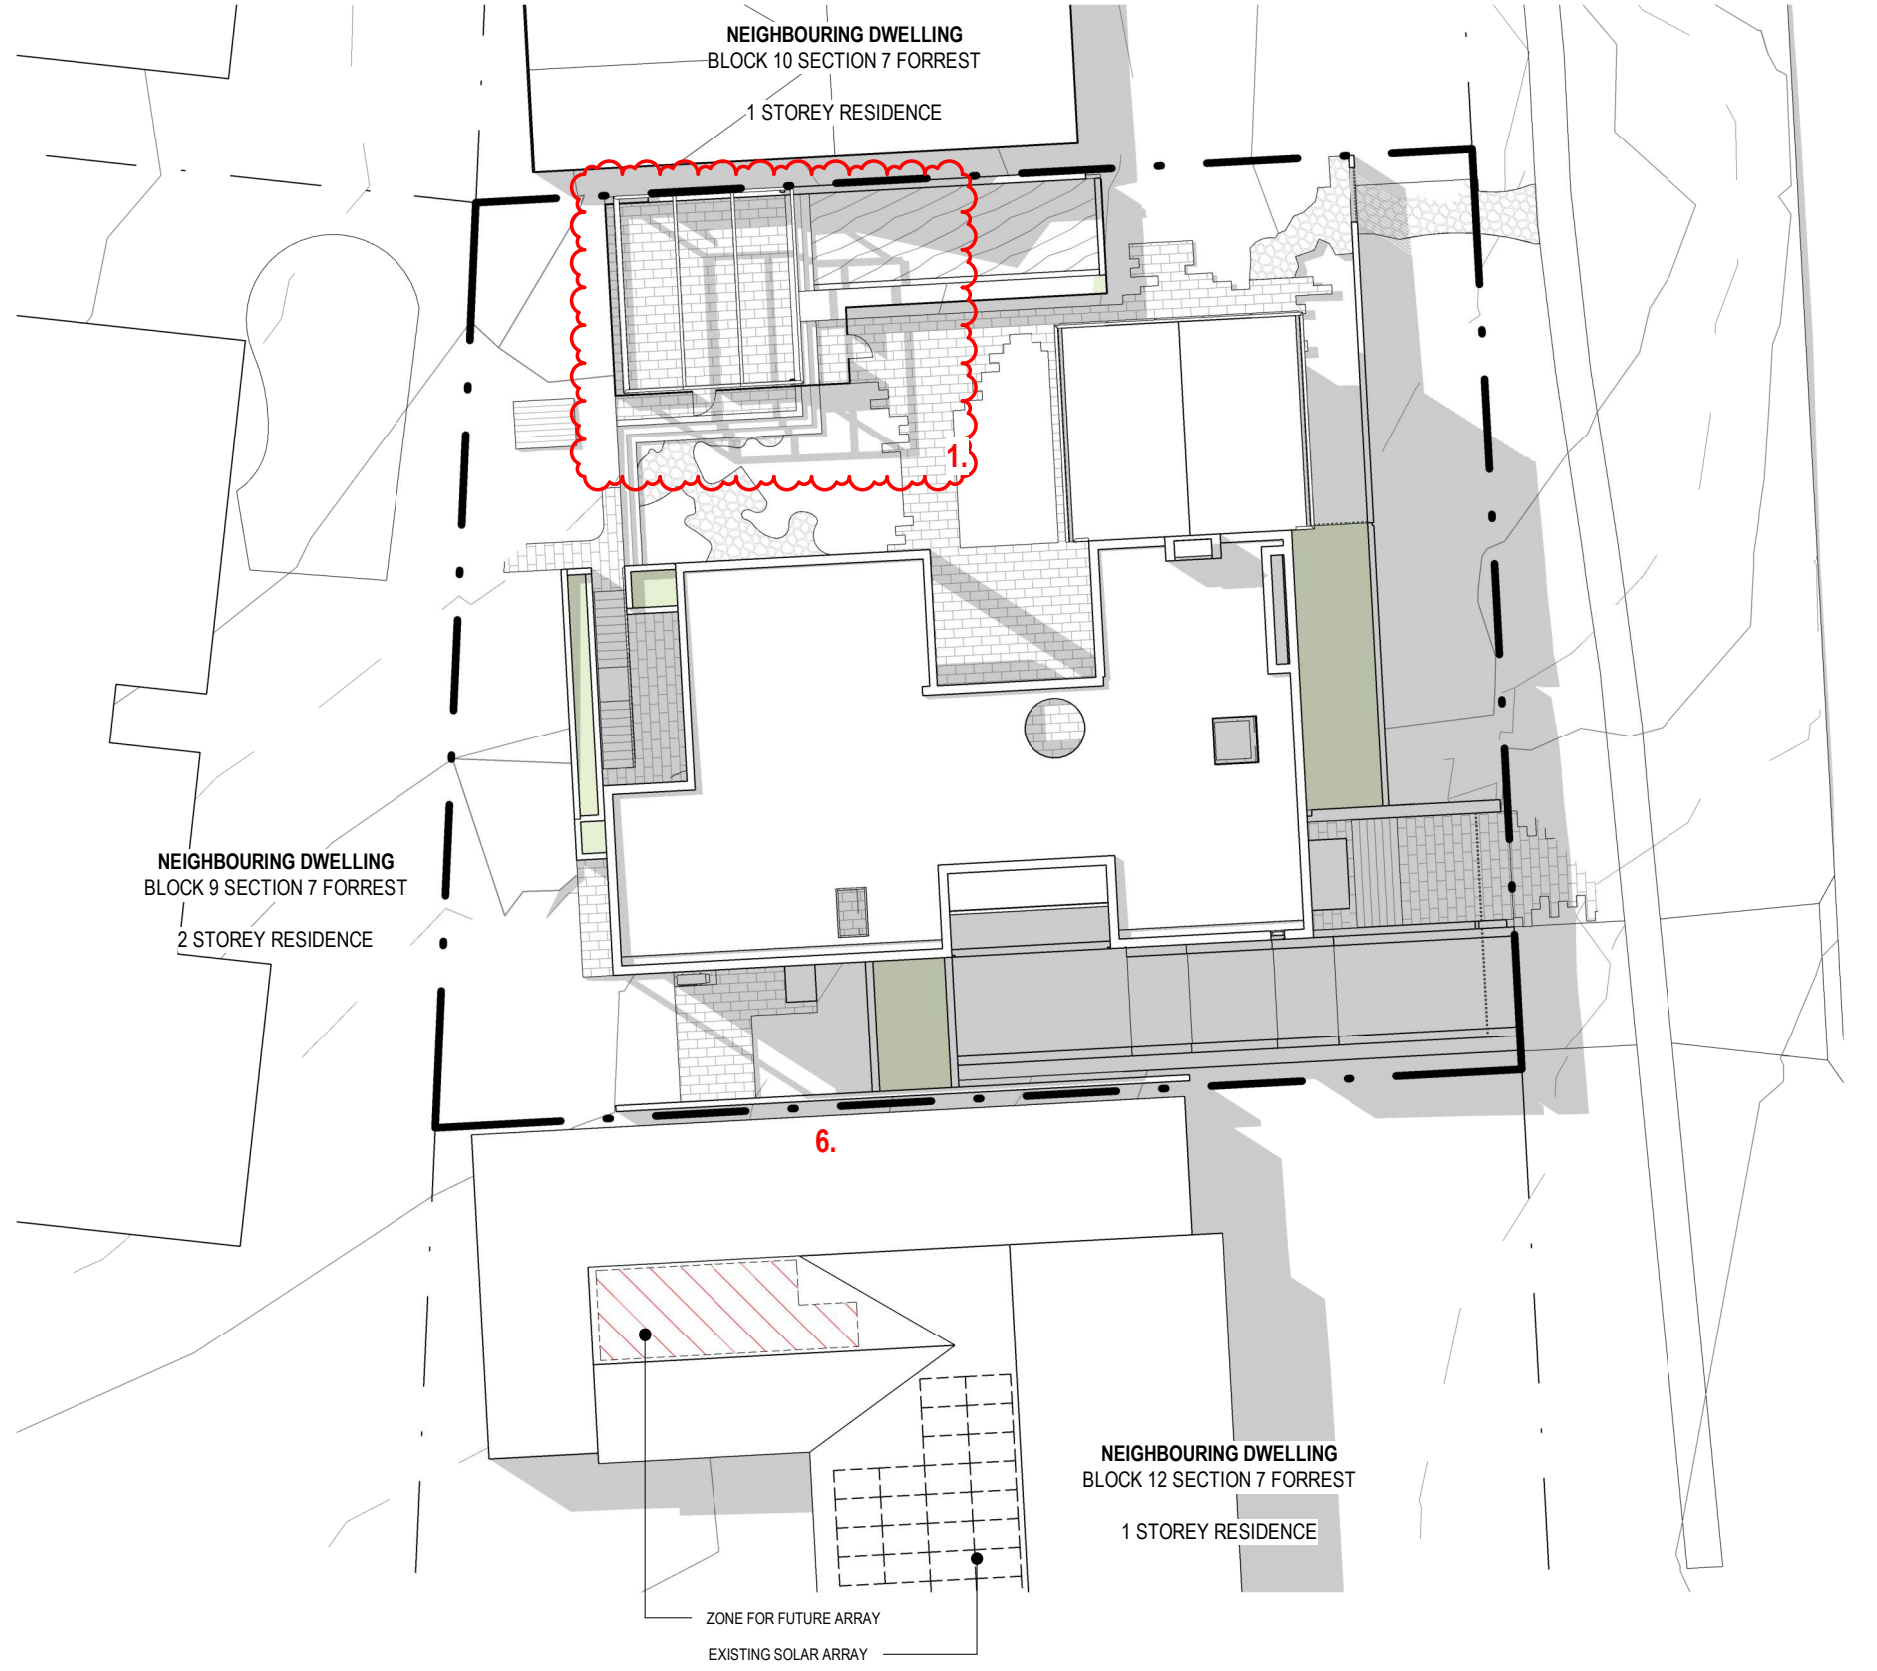 NEIGHBOURING DWELLING
BLOCK 10 SECTION 7 FORREST
1 STOREY RESIDENCE
1.
NEIGHBOURING DWELLING
BLOCK 9 SECTION 7 FORREST
2 STOREY RESIDENCE
6.
NEIGHBOURING DWELLING
BLOCK 12 SECTION 7 FORREST
1 STOREY RESIDENCE
ZONE FOR FUTURE ARRAY
EXISTING SOLAR ARRAY